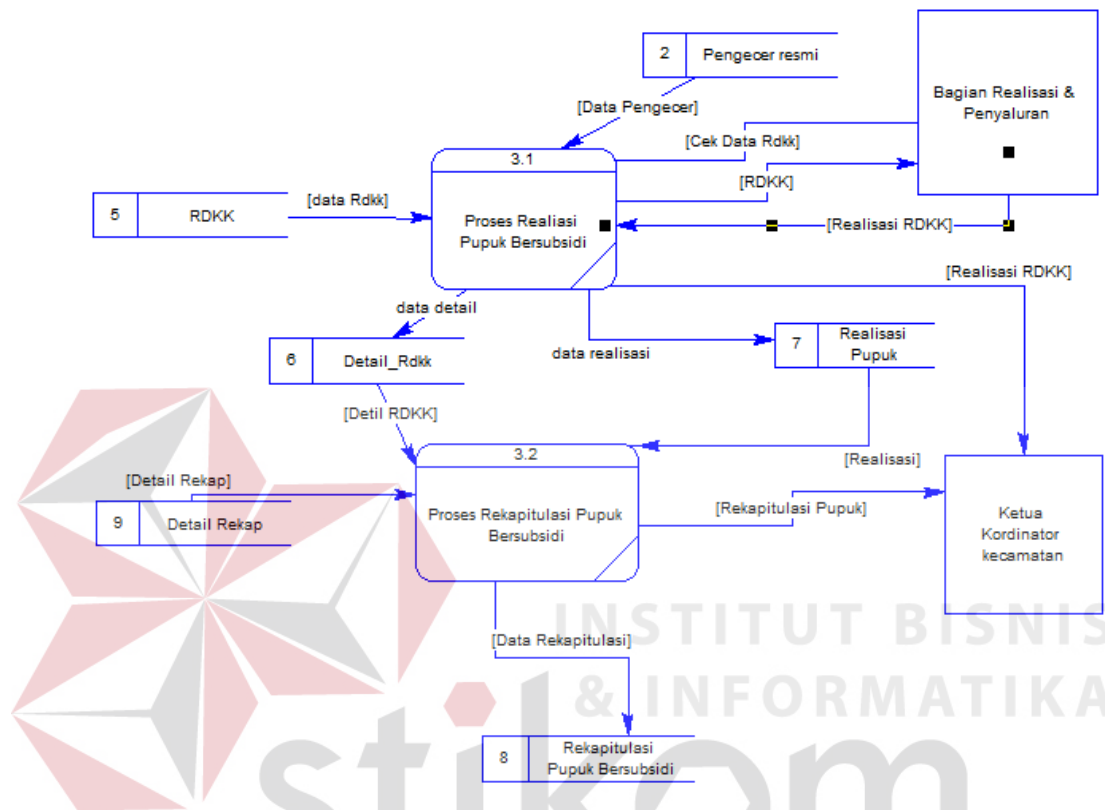 2
Pengecer resmi
Bagian Realisasi &
Penyaluran
[Data Pengecer]
[Cek Data Rdkk]
3.1
[RDKK]
5
RDKK
[data Rdkk]
Proses Realiasi
Pupuk Bersubsidi
[Realisasi RDKK]
[Realisasi RDKK]
data detail
data realisasi
7
Realisasi
Pupuk
6
Detail_Rdkk
[Detil RDKK]
3.2
[Realisasi]
[Detail Rekap]
9
Detail Rekap
Proses Rekapitulasi Pupuk
Bersubsidi
[Rekapitulasi Pupuk]
Ketua
Kordinator
kecamatan
[Data Rekapitulasi]
INSTITUT BISNIS
& INFORMATIKA
stikom
8
Rekapitulasi
Pupuk Bersubsidi